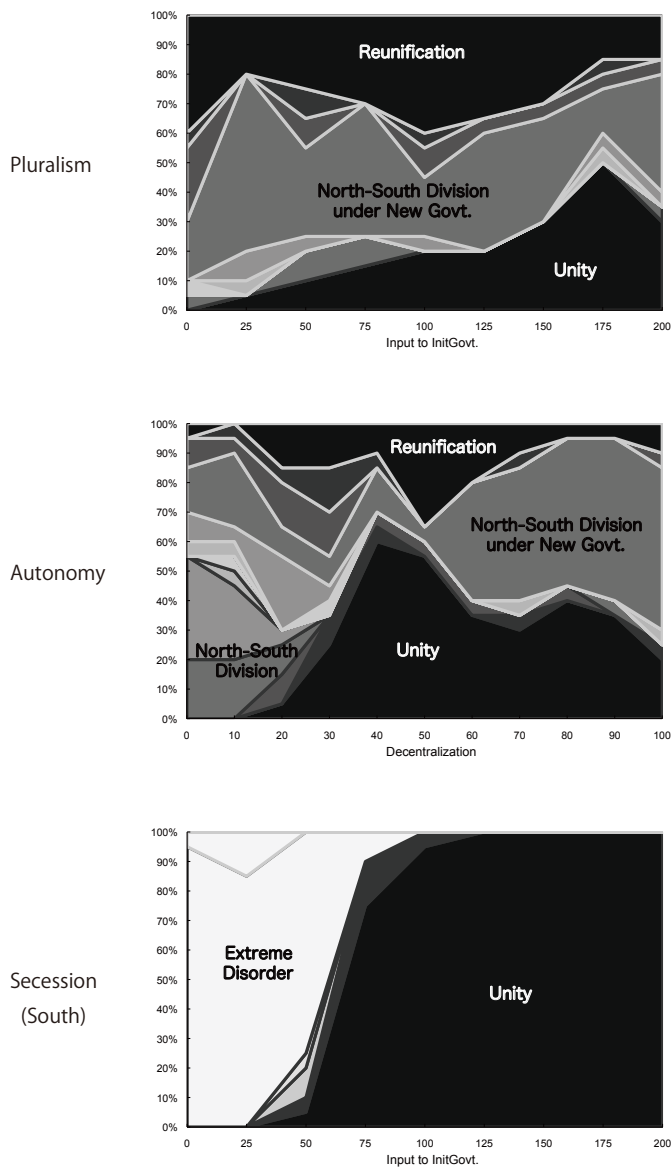 Pluralism
100%
90%
80%
70%
60%
50%
40%
30%
20%
10%
0%
Reunification
North-South Division
under New Govt.
Unity
0 25 50 75 100 125 150 175 200
Input to InitGovt.
Autonomy
100%
90%
80%
70%
60%
50%
40%
30%
20%
10%
0%
Reunification
North-South Division
under New Govt.
North-South
Division
Unity
0 10 20 30 40 50 60 70 80 90 100
Decentralization
Secession
(South)
100%
90%
80%
70%
60%
50%
40%
30%
20%
10%
0%
Extreme
Disorder
Unity
0 25 50 75 100 125 150 175 200
Input to InitGovt.